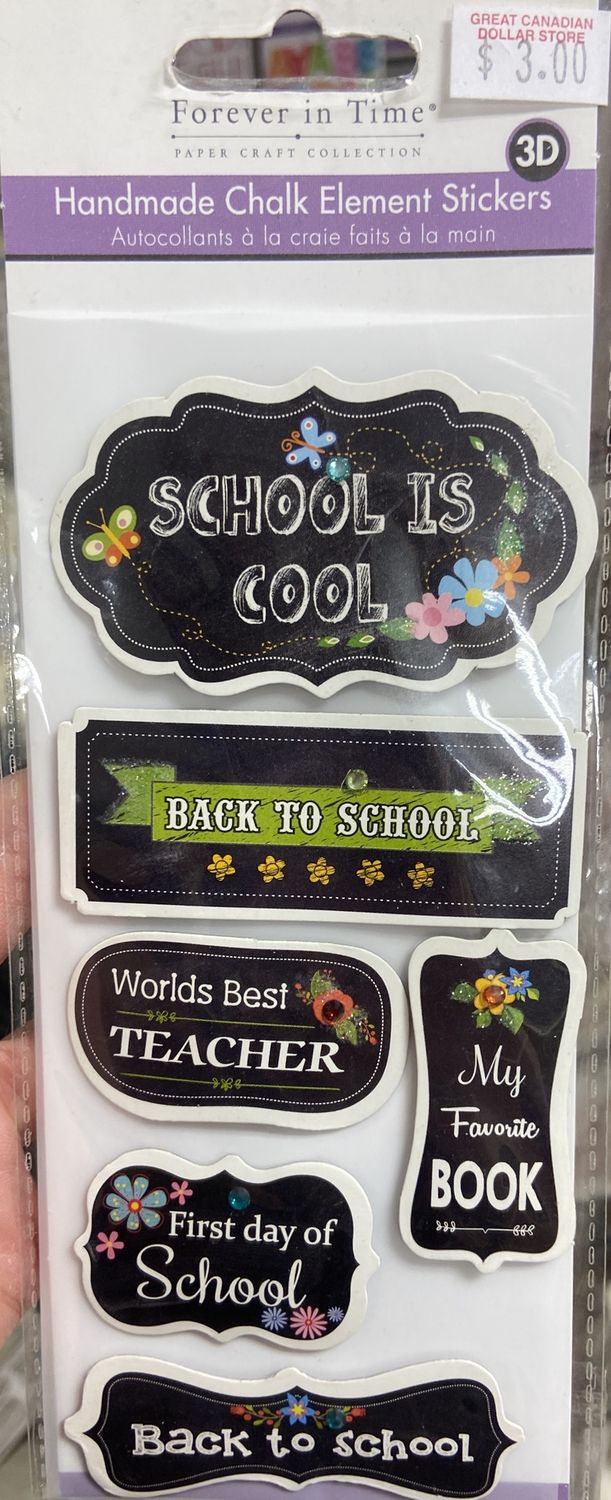 GREAT CANADIAN
DOLLAR STORE
$ 3.00
Forever in Time®
PAPER CRAFT COLLECTION
3D
Handmade Chalk Element Stickers
Autocollants à la craie faits à la main
SCHOOL IS
COOL
BACK TO SCHOOL
Worlds Best
TEACHER
My
Favorite
BOOK
First day of
School
Back to school